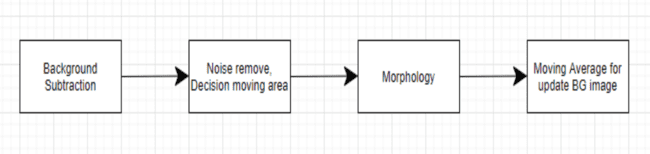 Background
Subtraction
Noise remove,
Decision moving area
Morphology
Moving Average for
update BG image